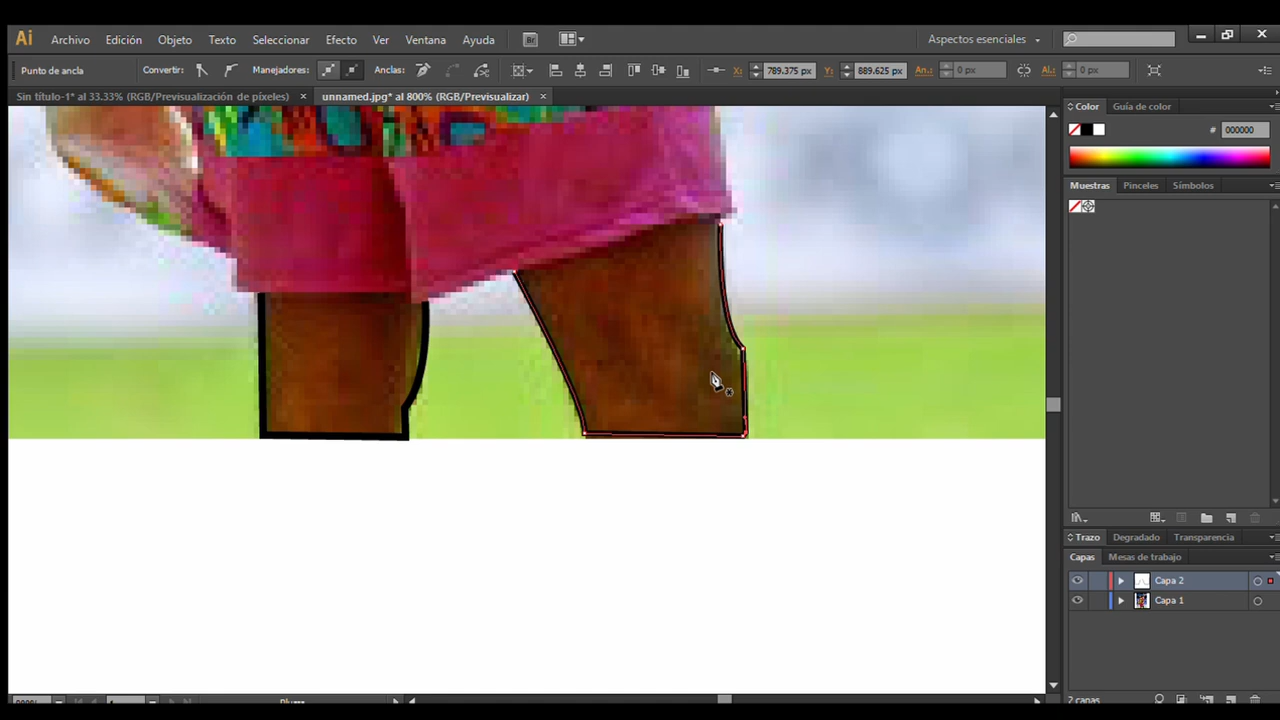 Ai Archivo Edición Objeto Texto Seleccionar Efecto Ver Ventana Ayuda Br Aspectos esenciales
Punto de ancla Convertir: Manejadores: Anclas: X: 789.375 px Y: 889.625 px An.: 0 px Al.: 0 px
Sin título-1* al 33.33% (RGB/Previsualización de píxeles) × unnamed.jpg* al 800% (RGB/Previsualizar) ×
Color Guía de color
# 000000
Muestras Pinceles Símbolos
Trazo Degradado Transparencia
Capas Mesas de trabajo
Capa 2
Capa 1
2 capas
Pluma